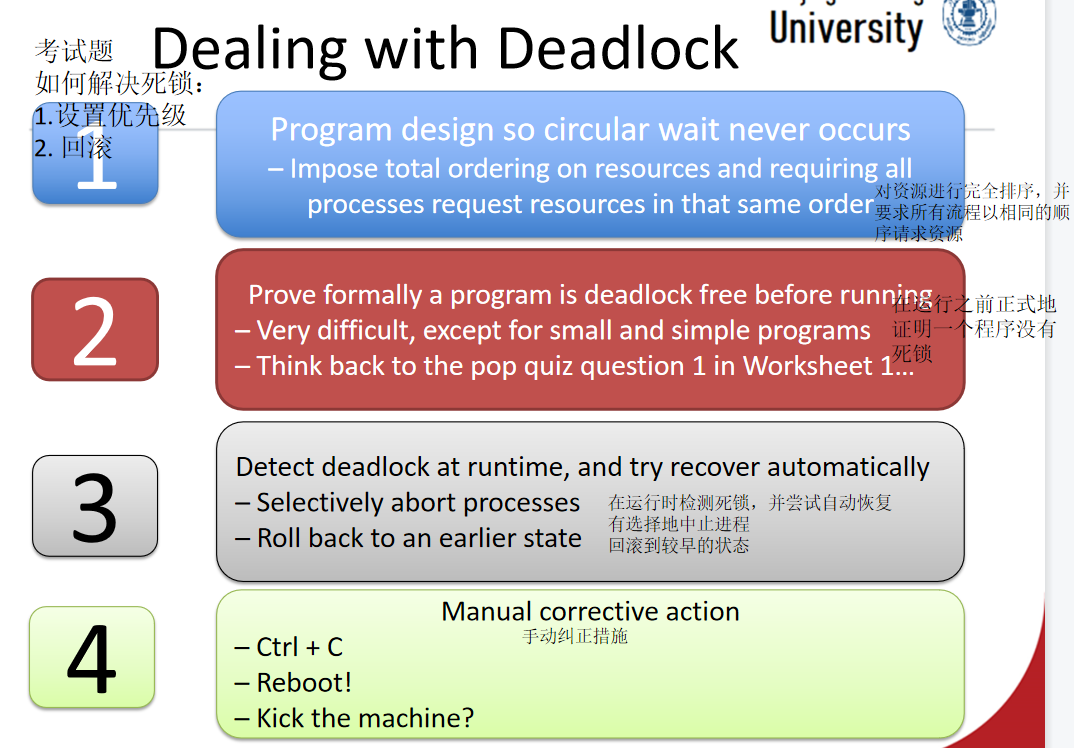 University
考试题
Dealing with Deadlock
如何解决死锁：
1.设置优先级
2. 回滚
1
Program design so circular wait never occurs
– Impose total ordering on resources and requiring all
processes request resources in that same order
对资源进行完全排序，并
要求所有流程以相同的顺
序请求资源
2
Prove formally a program is deadlock free before running
– Very difficult, except for small and simple programs
– Think back to the pop quiz question 1 in Worksheet 1...
在运行之前正式地
证明一个程序没有
死锁
3
Detect deadlock at runtime, and try recover automatically
– Selectively abort processes
– Roll back to an earlier state
在运行时检测死锁，并尝试自动恢复
有选择地中止进程
回滚到较早的状态
4
Manual corrective action
手动纠正措施
– Ctrl + C
– Reboot!
– Kick the machine?